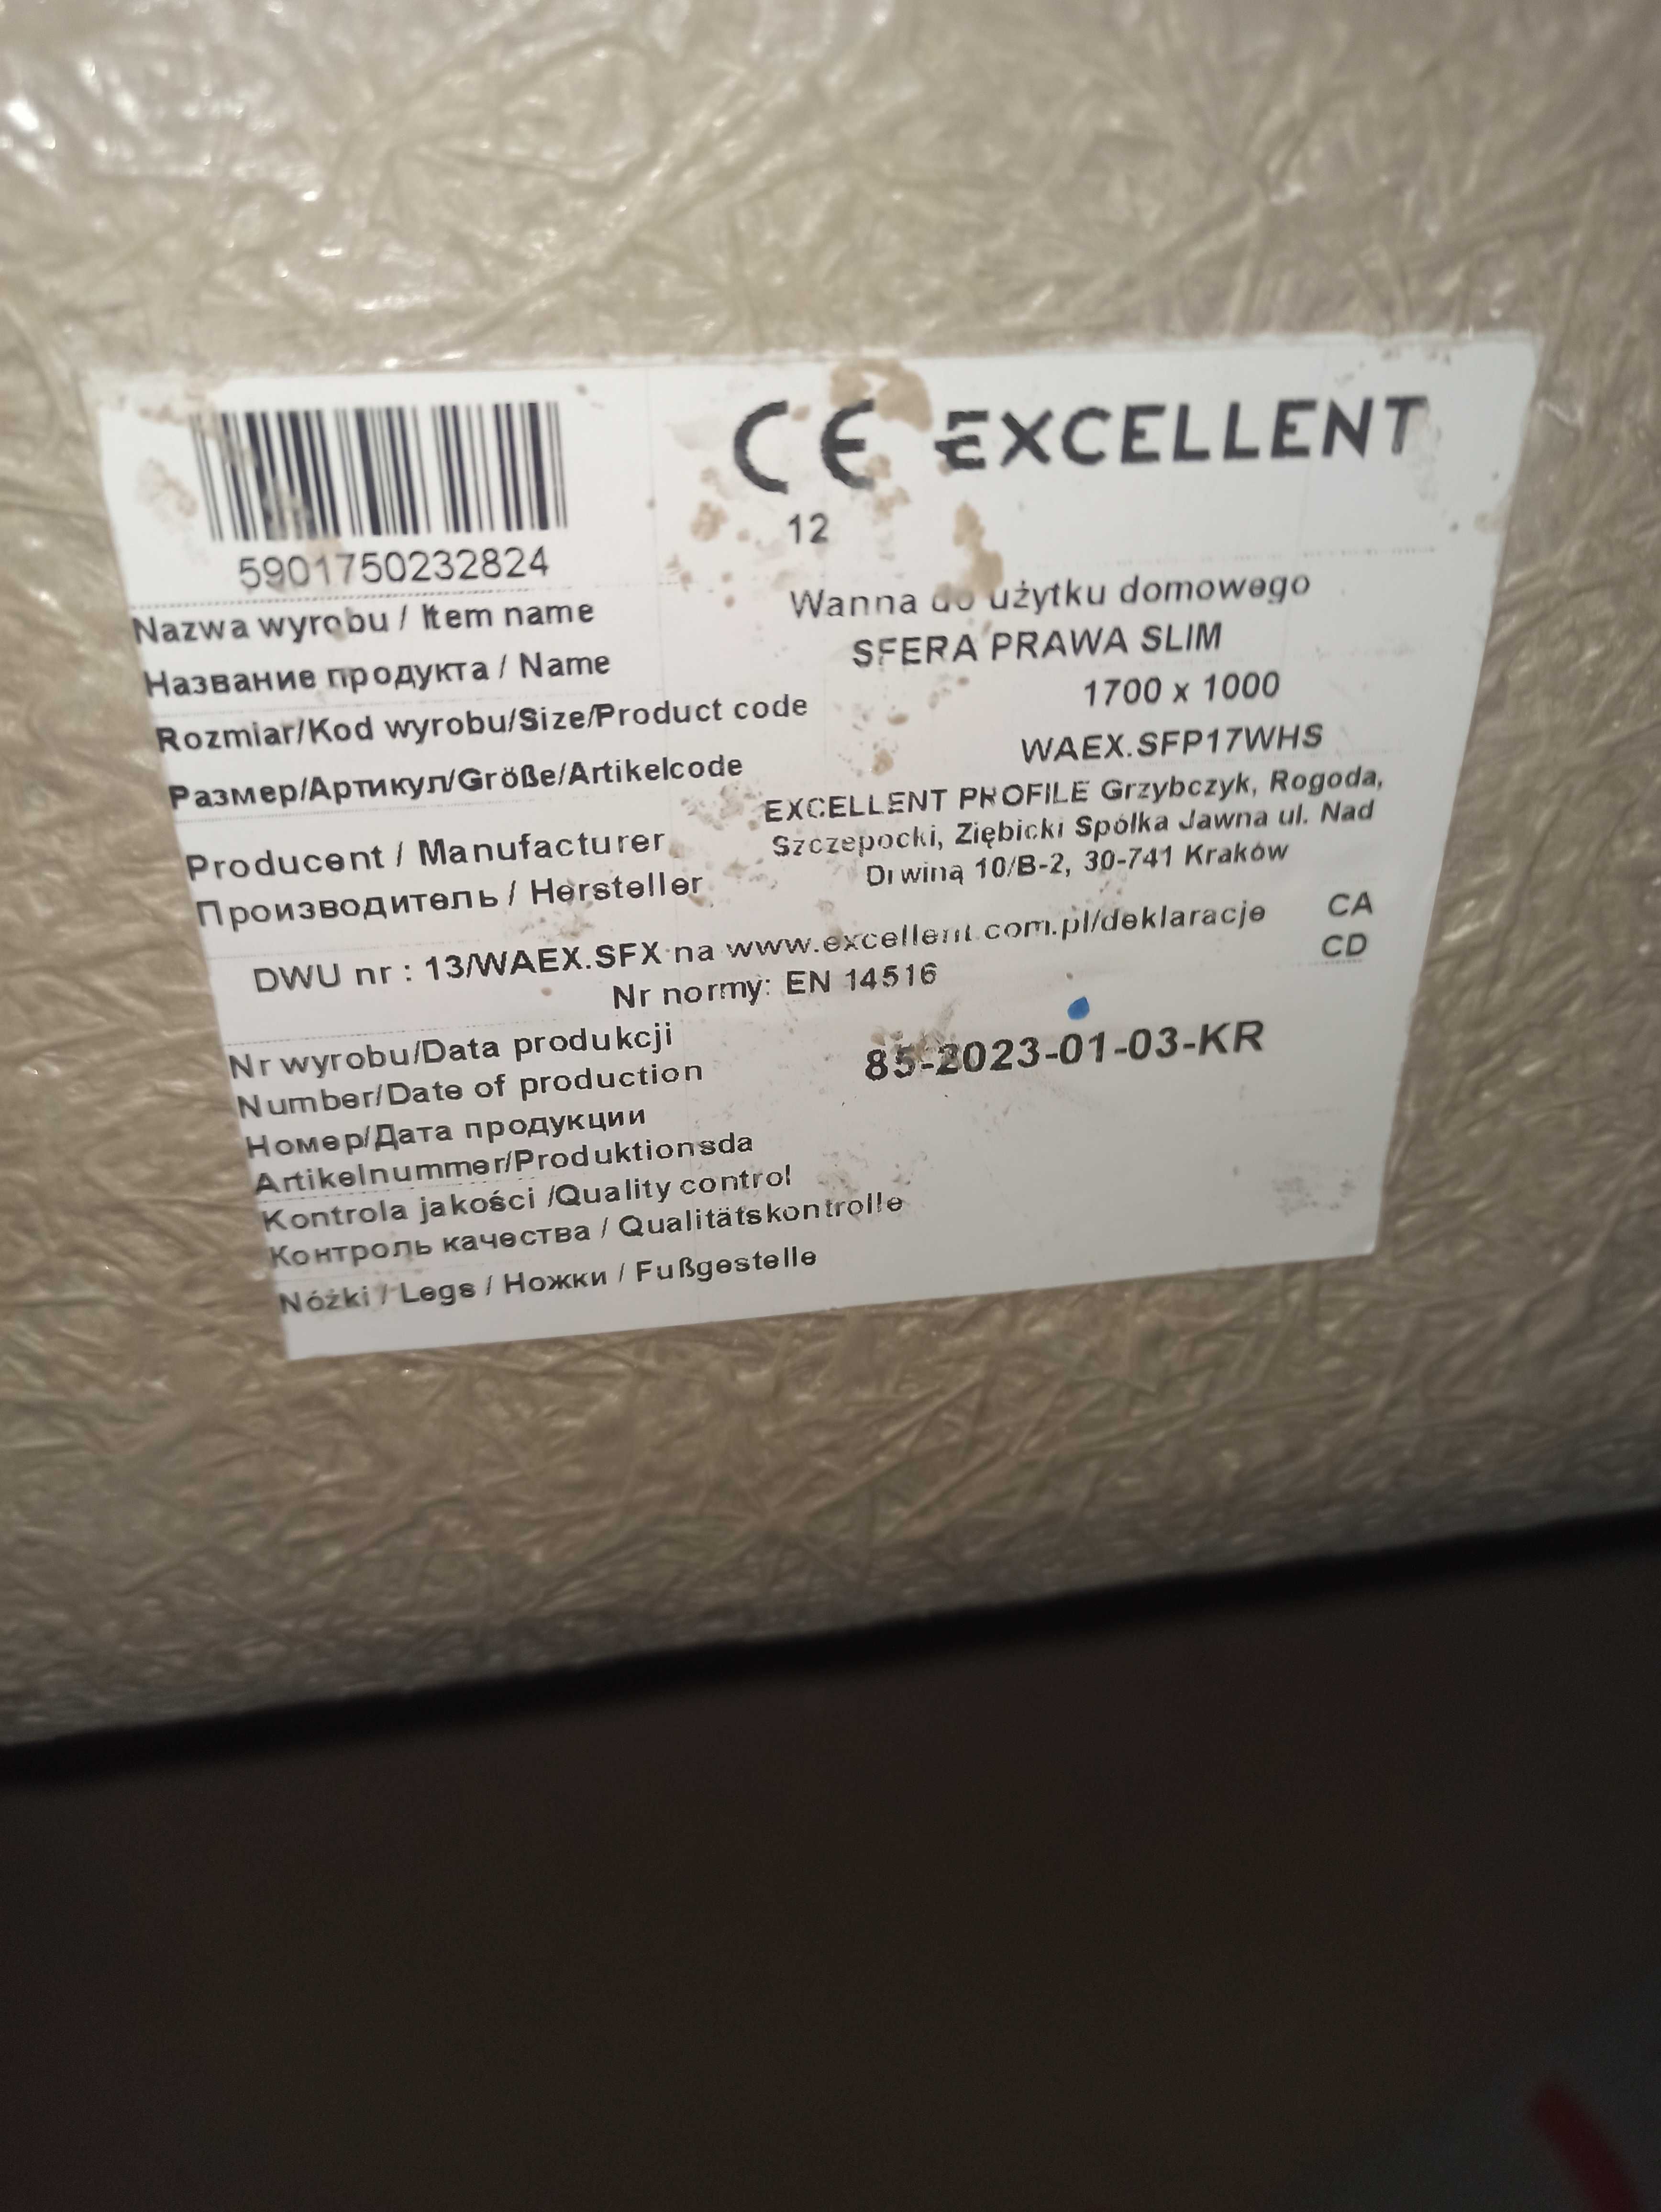 CE EXCELLENT
12
5901750232824
Nazwa wyrobu / Item name
Wanna do użytku domowego
Название продукта / Name
SFERA PRAWA SLIM
Rozmiar/Kod wyrobu/Size/Product code
1700 x 1000
Размер/Артикул/Größe/Artikelcode
WAEX.SFP17WHS
Producent / Manufacturer
Производитель / Hersteller
EXCELLENT PROFILE Grzybczyk, Rogoda,
Szczepocki, Ziębicki Spólka Jawna ul. Nad
Drwiną 10/B-2, 30-741 Kraków
DWU nr : 13/WAEX.SFX na www.excellent.com.pl/deklaracje
CA
Nr normy: EN 14516
CD
Nr wyrobu/Data produkcji
Number/Date of production
85-2023-01-03-KR
Номер/Дата продукции
Artikelnummer/Produktionsda
Kontrola jakości /Quality control
Контроль качества / Qualitätskontrolle
Nóżki / Legs / Ножки / Fußgestelle